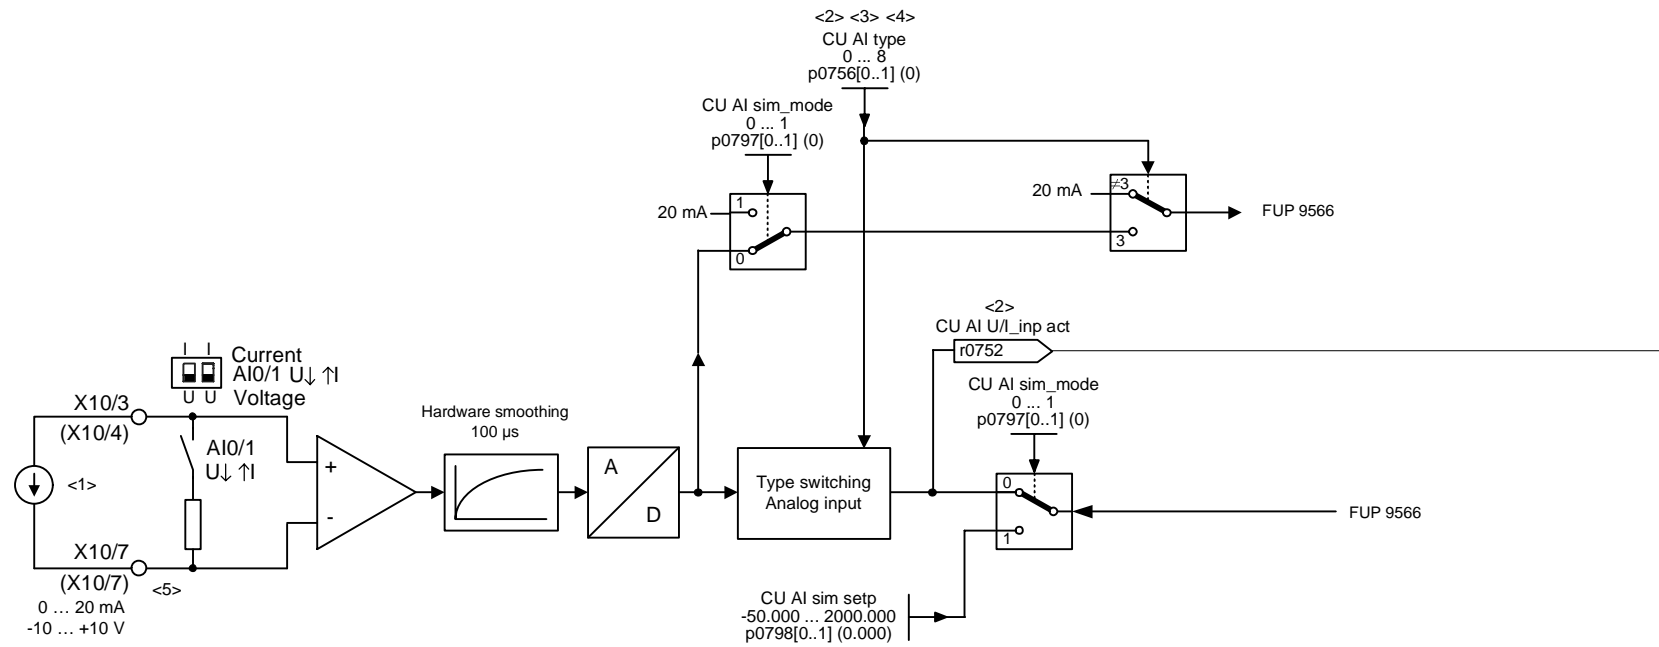 <2> <3> <4>
CU AI type
0 ... 8
p0756[0..1] (0)
CU AI sim_mode
0 ... 1
p0797[0..1] (0)
20 mA
1
0
20 mA
≠3
3
FUP 9566
<2>
CU AI U/I_inp act
r0752
I I
Current
AI0/1 U↓ ↑I
U U
Voltage
X10/3
(X10/4)
AI0/1
U↓ ↑I
<1>
+
-
X10/7
(X10/7)
<5>
0 ... 20 mA
-10 ... +10 V
Hardware smoothing
100 µs
A
D
Type switching
Analog input
CU AI sim_mode
0 ... 1
p0797[0..1] (0)
0
1
FUP 9566
CU AI sim setp
-50.000 ... 2000.000
p0798[0..1] (0.000)